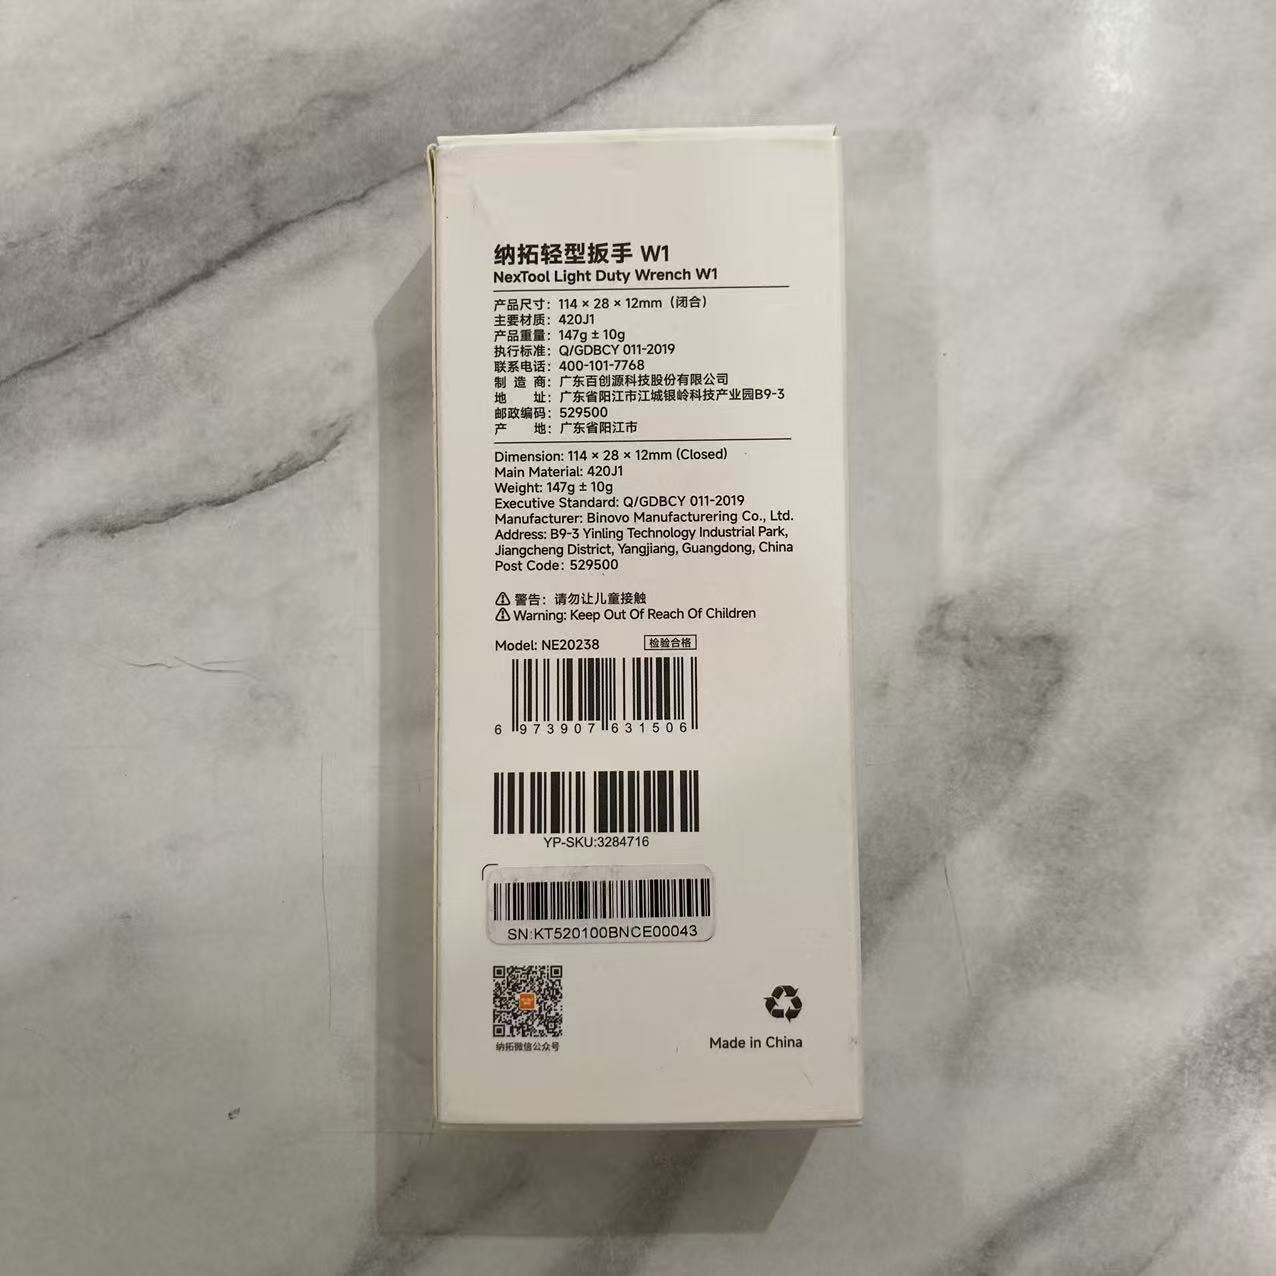 纳拓轻型扳手 W1
NexTool Light Duty Wrench W1
产品尺寸：114 × 28 × 12mm（闭合）
主要材质：420J1
产品重量：147g ± 10g
执行标准：Q/GDBCY 011-2019
联系电话：400-101-7768
制 造 商：广东百创源科技股份有限公司
地 址：广东省阳江市江城银岭科技产业园B9-3
邮政编码：529500
产 地：广东省阳江市
Dimension: 114 × 28 × 12mm (Closed)
Main Material: 420J1
Weight: 147g ± 10g
Executive Standard: Q/GDBCY 011-2019
Manufacturer: Binovo Manufacturering Co., Ltd.
Address: B9-3 Yinling Technology Industrial Park,
Jiangcheng District, Yangjiang, Guangdong, China
Post Code: 529500
警告：请勿让儿童接触
Warning: Keep Out Of Reach Of Children
Model: NE20238 检验合格
6 973907 631506
YP-SKU:3284716
SN:KT520100BNCE00043
纳拓微信公众号
Made in China